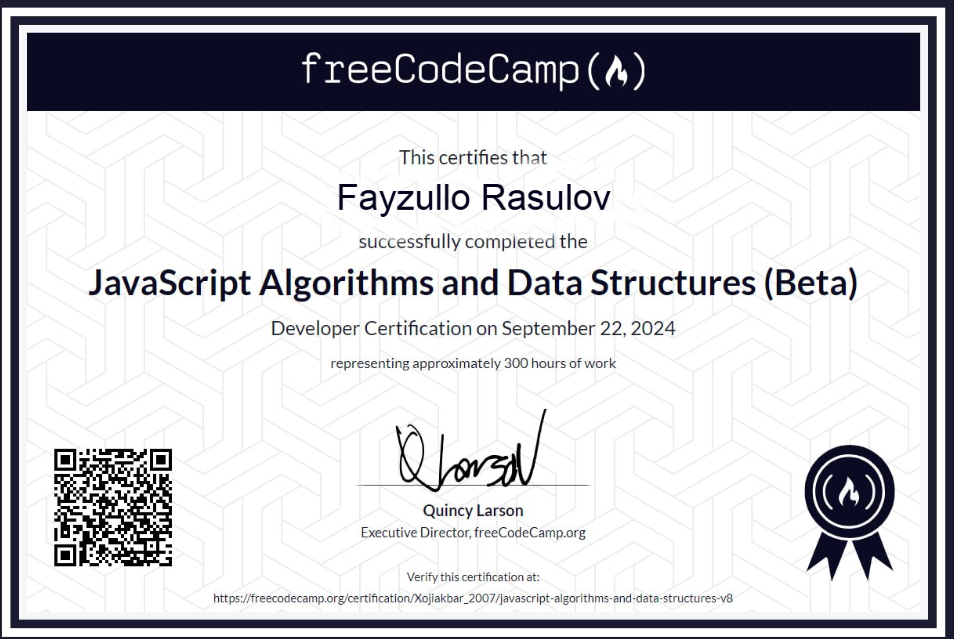 freeCodeCamp
This certifies that
Fayzullo Rasulov
successfully completed the
JavaScript Algorithms and Data Structures (Beta)
Developer Certification on September 22, 2024
representing approximately 300 hours of work
QLarson
Quincy Larson
Executive Director, freeCodeCamp.org
Verify this certification at:
https://freecodecamp.org/certification/Xojiakbar_2007/javascript-algorithms-and-data-structures-v8